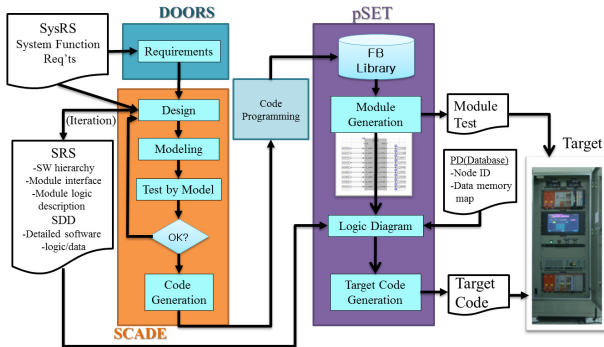 DOORS
pSET
SysRS
System Function
Req'ts
Requirements
FB
Library
Code
Programming
Design
(Iteration)
Module
Generation
Module
Test
Target
Modeling
SRS
-SW hierarchy
-Module interface
-Module logic
description
SDD
-Detailed software
-logic/data
Test by Model
PD(Database)
-Node ID
-Data memory
map
OK?
Logic Diagram
Code
Generation
Target Code
Generation
Target
Code
SCADE